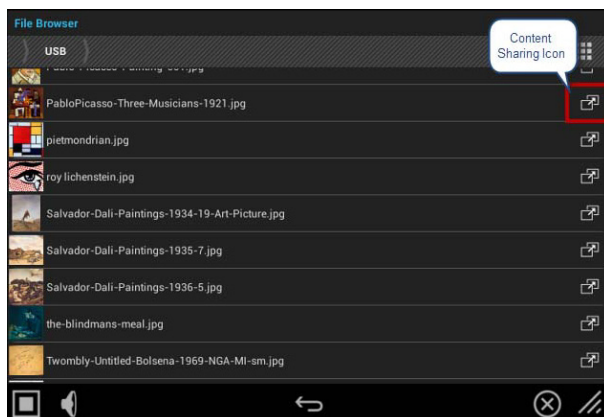 File Browser
USB
Content
Sharing Icon
PabloPicasso-Three-Musicians-1921.jpg
pietmondrian.jpg
roy lichenstein.jpg
Salvador-Dali-Paintings-1934-19-Art-Picture.jpg
Salvador-Dali-Paintings-1935-7.jpg
Salvador-Dali-Paintings-1936-5.jpg
the-blindmans-meal.jpg
Twombly-Untitled-Bolsena-1969-NGA-MI-sm.jpg